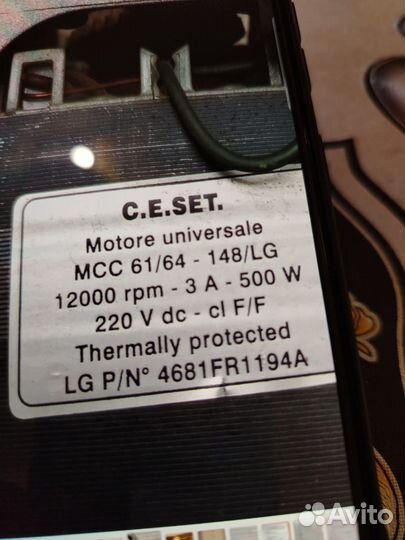 C.E.SET.
Motore universale
MCC 61/64 - 148/LG
12000 rpm - 3 A - 500 W
220 V dc - cl F/F
Thermally protected
LG P/N° 4681FR1194A
Avito